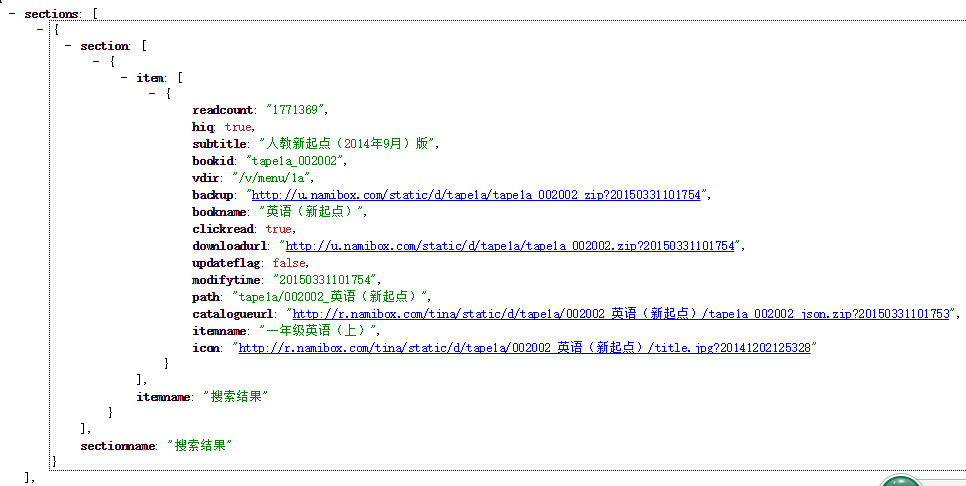 - sections: [
- {
- section: [
- {
- item: [
- {
readcount: "1771369",
hiq: true,
subtitle: "人教新起点（2014年9月）版",
bookid: "tape1a_002002",
vdir: "/v/menu/1a",
backup: "http://u.namibox.com/static/d/tape1a/tape1a_002002.zip?20150331101754",
bookname: "英语（新起点）",
clickread: true,
downloadurl: "http://u.namibox.com/static/d/tape1a/tape1a_002002.zip?20150331101754",
updateflag: false,
modifytime: "20150331101754",
path: "tape1a/002002_英语（新起点）",
catalogueurl: "http://r.namibox.com/tina/static/d/tape1a/002002_英语（新起点）/tape1a_002002_json.zip?20150331101753",
itemname: "一年级英语（上）",
icon: "http://r.namibox.com/tina/static/d/tape1a/002002_英语（新起点）/title.jpg?20141202125328"
}
],
itemname: "搜索结果"
}
],
sectionname: "搜索结果"
}
],